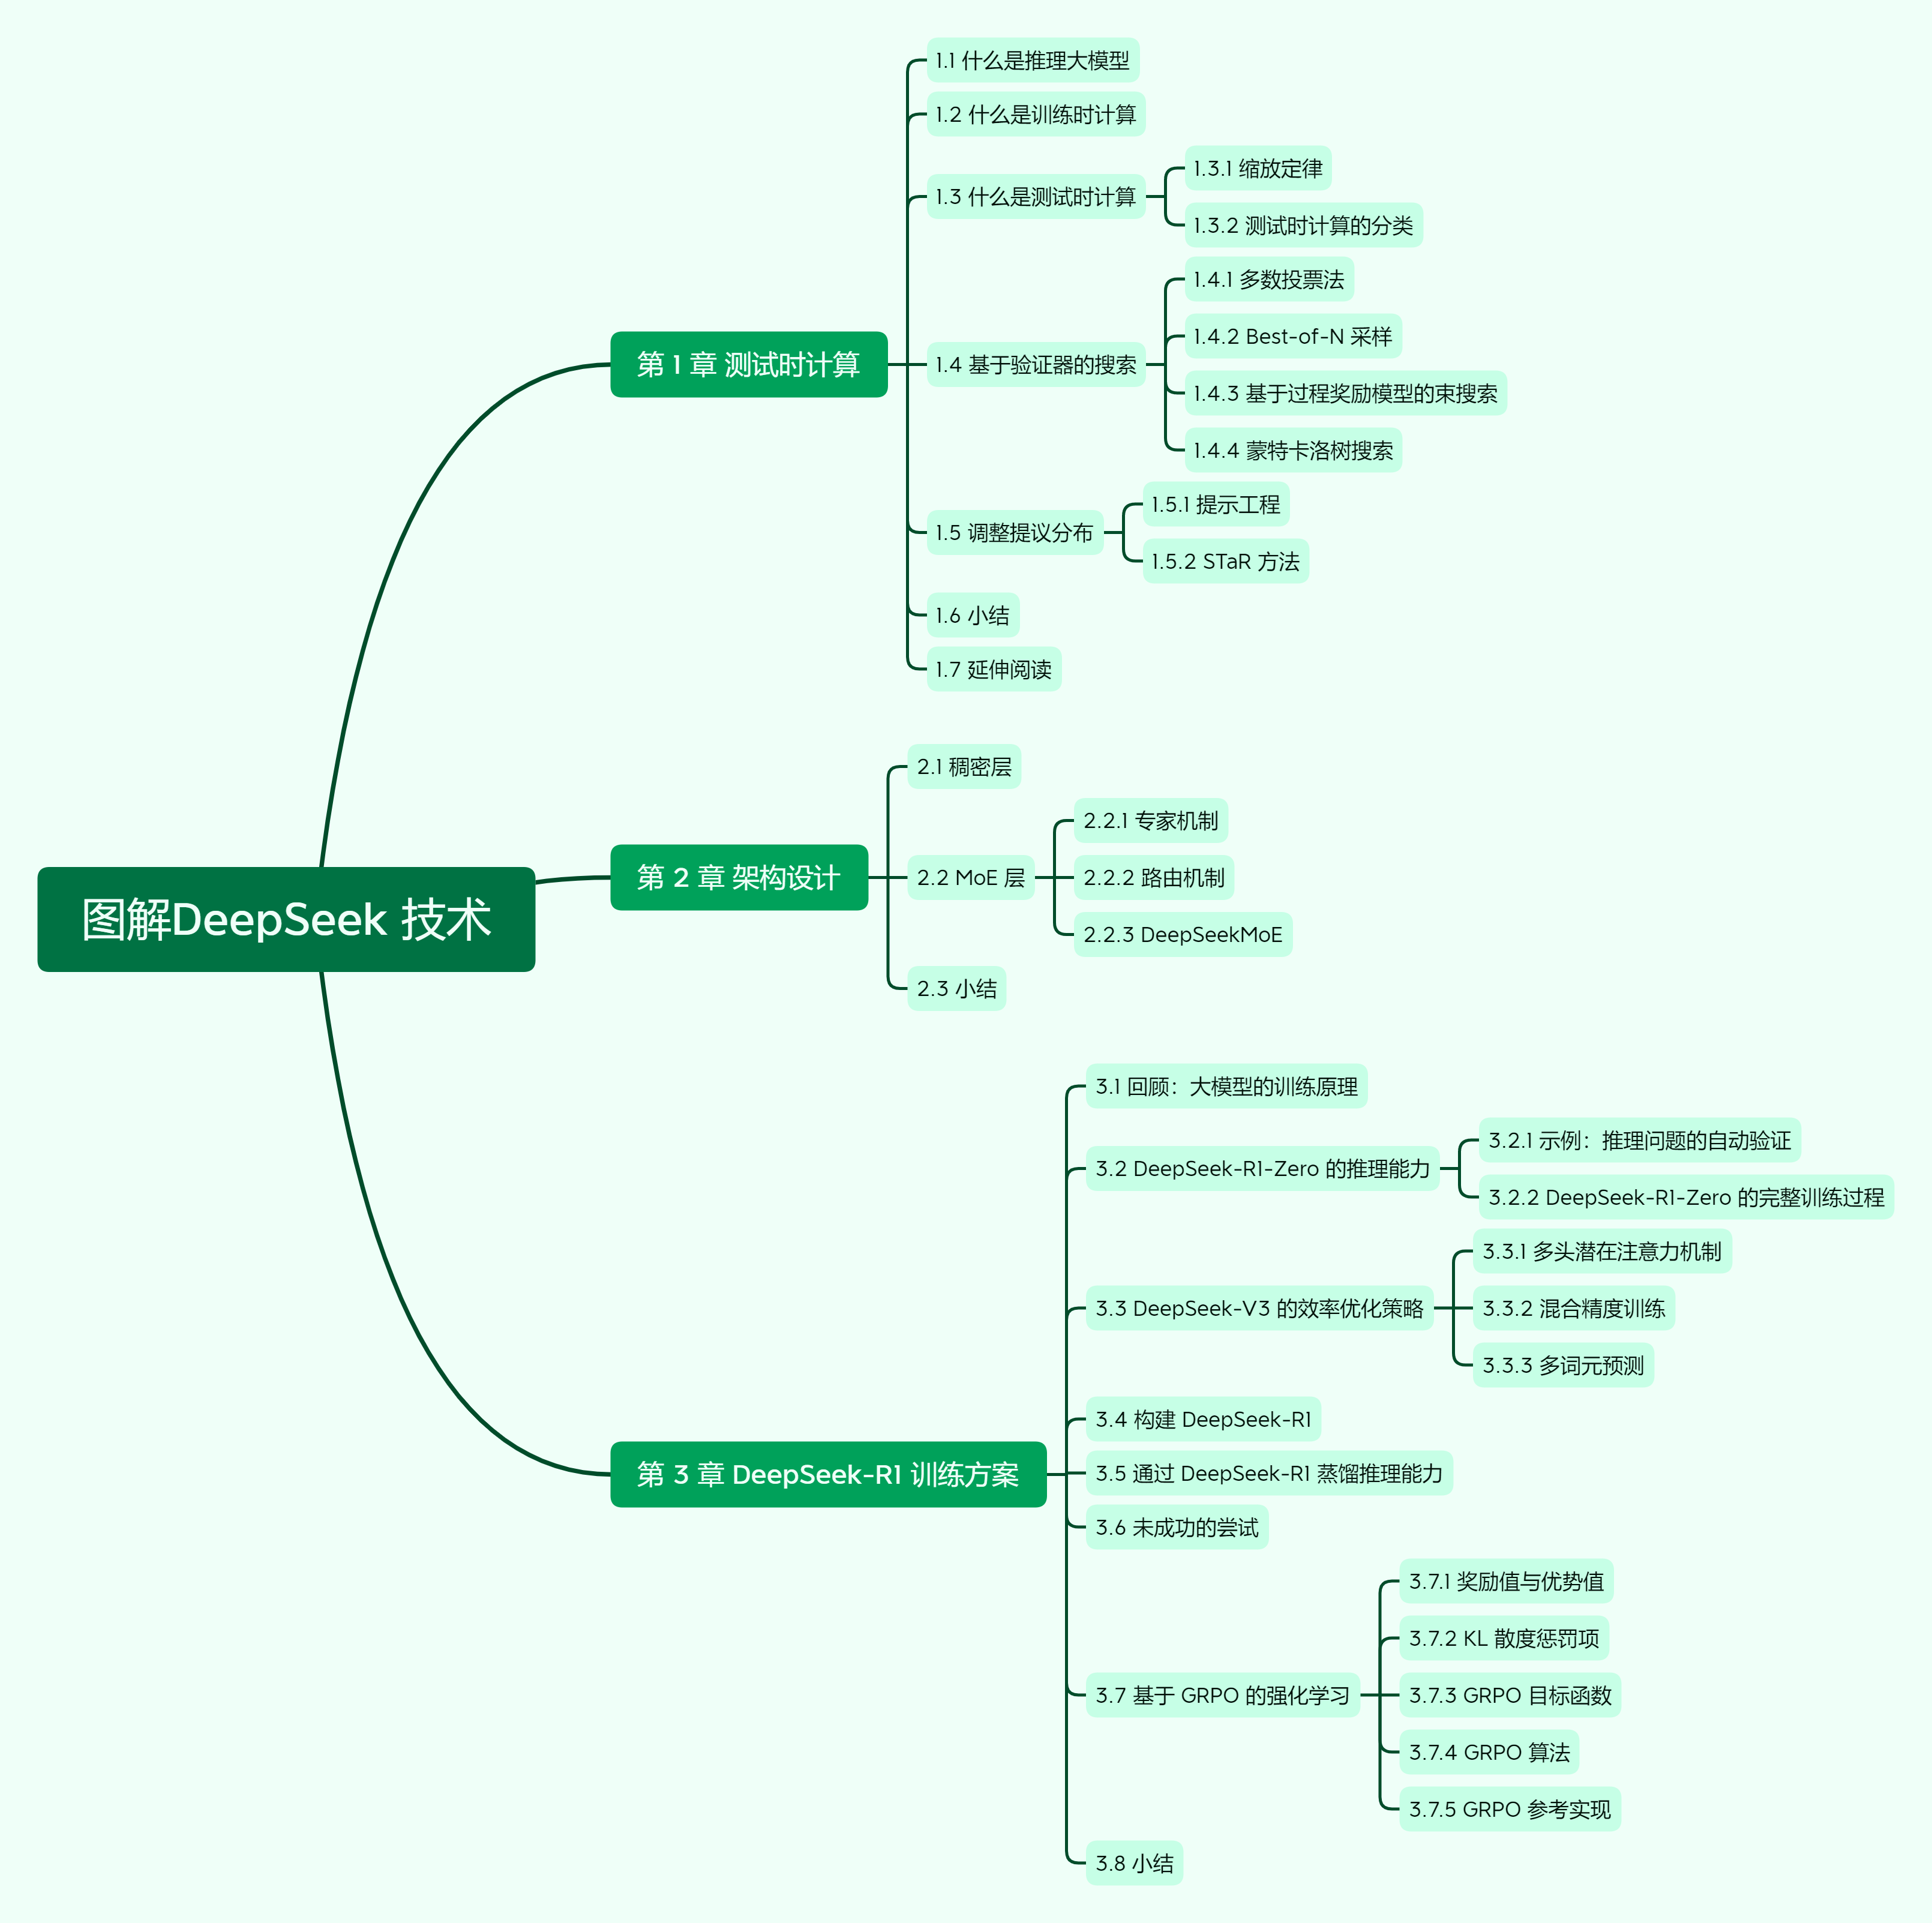 图解DeepSeek 技术
第 1 章 测试时计算
1.1 什么是推理大模型
1.2 什么是训练时计算
1.3 什么是测试时计算
1.3.1 缩放定律
1.3.2 测试时计算的分类
1.4 基于验证器的搜索
1.4.1 多数投票法
1.4.2 Best-of-N 采样
1.4.3 基于过程奖励模型的束搜索
1.4.4 蒙特卡洛树搜索
1.5 调整提议分布
1.5.1 提示工程
1.5.2 STaR 方法
1.6 小结
1.7 延伸阅读
第 2 章 架构设计
2.1 稠密层
2.2 MoE 层
2.2.1 专家机制
2.2.2 路由机制
2.2.3 DeepSeekMoE
2.3 小结
第 3 章 DeepSeek-R1 训练方案
3.1 回顾：大模型的训练原理
3.2 DeepSeek-R1-Zero 的推理能力
3.2.1 示例：推理问题的自动验证
3.2.2 DeepSeek-R1-Zero 的完整训练过程
3.3 DeepSeek-V3 的效率优化策略
3.3.1 多头潜在注意力机制
3.3.2 混合精度训练
3.3.3 多词元预测
3.4 构建 DeepSeek-R1
3.5 通过 DeepSeek-R1 蒸馏推理能力
3.6 未成功的尝试
3.7 基于 GRPO 的强化学习
3.7.1 奖励值与优势值
3.7.2 KL 散度惩罚项
3.7.3 GRPO 目标函数
3.7.4 GRPO 算法
3.7.5 GRPO 参考实现
3.8 小结